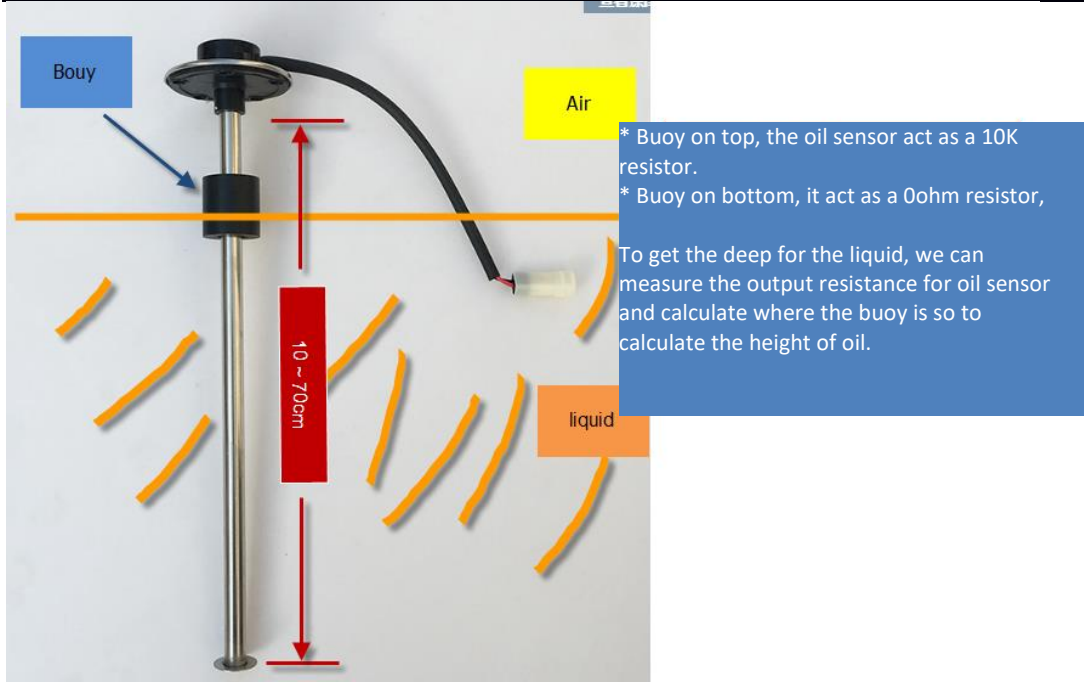 Bouy
Air
* Buoy on top, the oil sensor act as a 10K
resistor.
* Buoy on bottom, it act as a 0ohm resistor,
To get the deep for the liquid, we can
measure the output resistance for oil sensor
and calculate where the buoy is so to
calculate the height of oil.
10 ~ 70cm
liquid